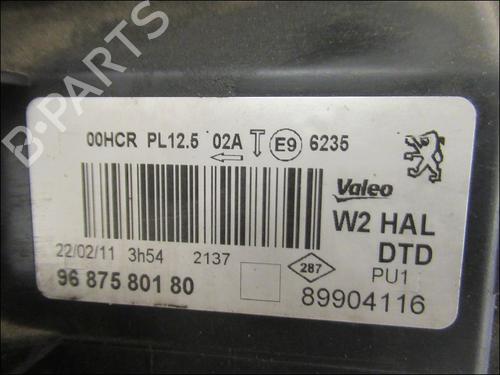 B-PARTS
00HCR PL12.5 02A E9 6235
Valeo
W2 HAL
DTD
22/02/11 3h54 2137
287
PU1
96 875 801 80
89904116